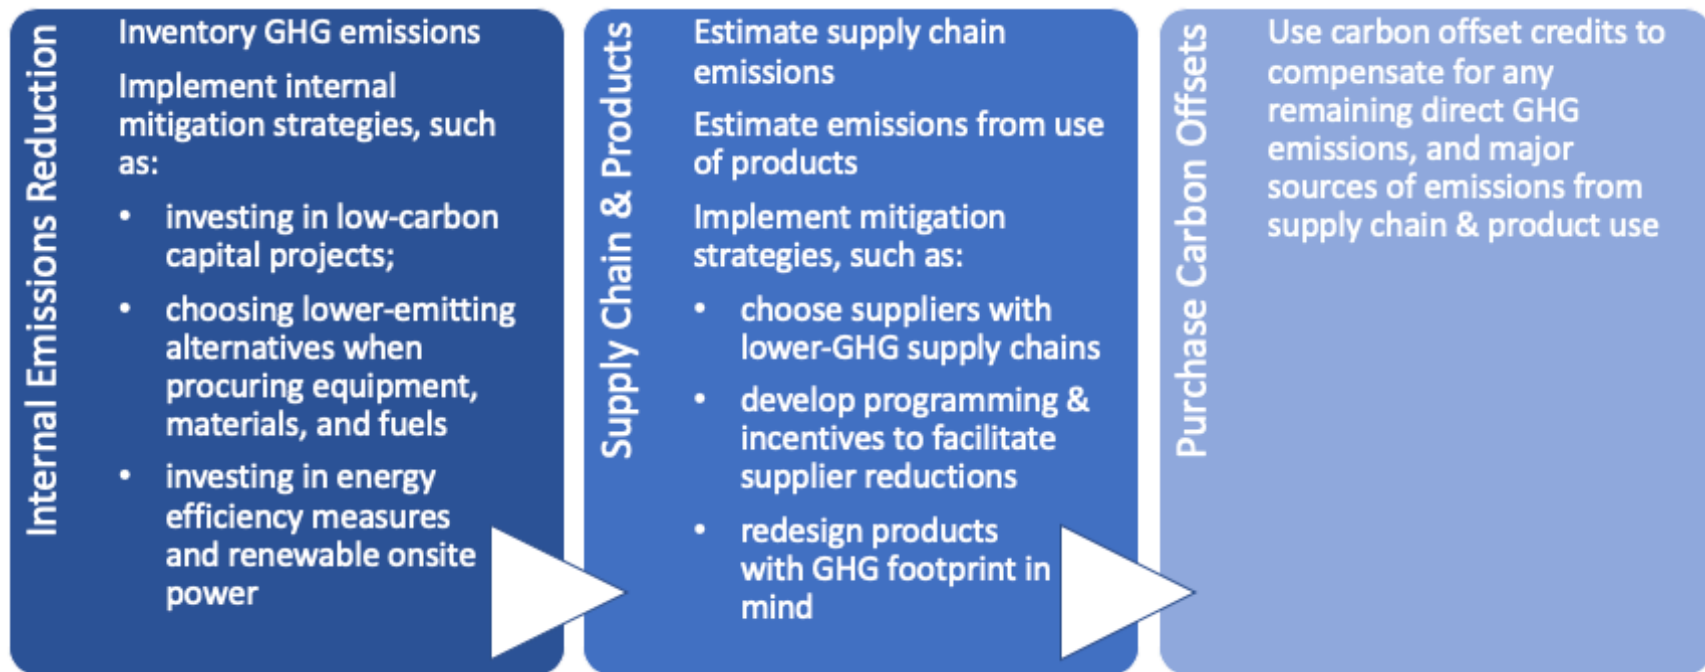 Internal Emissions Reduction
Inventory GHG emissions
Implement internal
mitigation strategies, such
as:
• investing in low-carbon
capital projects;
• choosing lower-emitting
alternatives when
procuring equipment,
materials, and fuels
• investing in energy
efficiency measures
and renewable onsite
power
Supply Chain & Products
Estimate supply chain
emissions
Estimate emissions from use
of products
Implement mitigation
strategies, such as:
• choose suppliers with
lower-GHG supply chains
• develop programming &
incentives to facilitate
supplier reductions
• redesign products
with GHG footprint in
mind
Purchase Carbon Offsets
Use carbon offset credits to
compensate for any
remaining direct GHG
emissions, and major
sources of emissions from
supply chain & product use